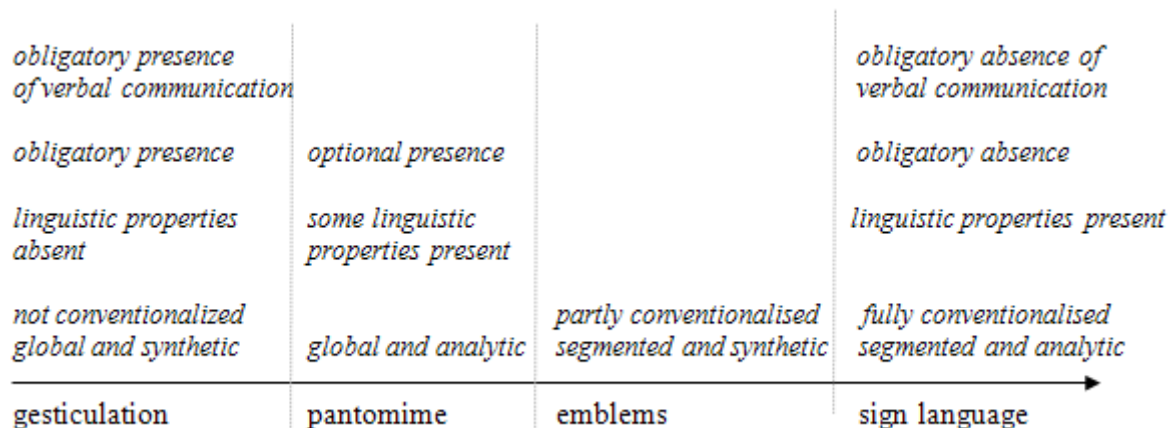 obligatory presence
of verbal communication
obligatory absence of
verbal communication
obligatory presence
optional presence
obligatory absence
linguistic properties
absent
some linguistic
properties present
linguistic properties present
not conventionalized
global and synthetic
global and analytic
partly conventionalised
segmented and synthetic
fully conventionalised
segmented and analytic
gesticulation
pantomime
emblems
sign language